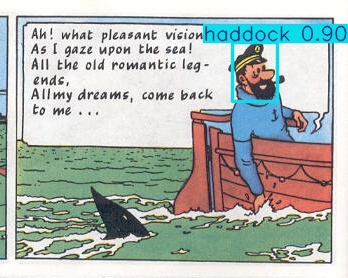 haddock 0.90
Ah! what pleasant vision
As I gaze upon the sea!
All the old romantic leg-
ends,
All my dreams, come back
to me ...